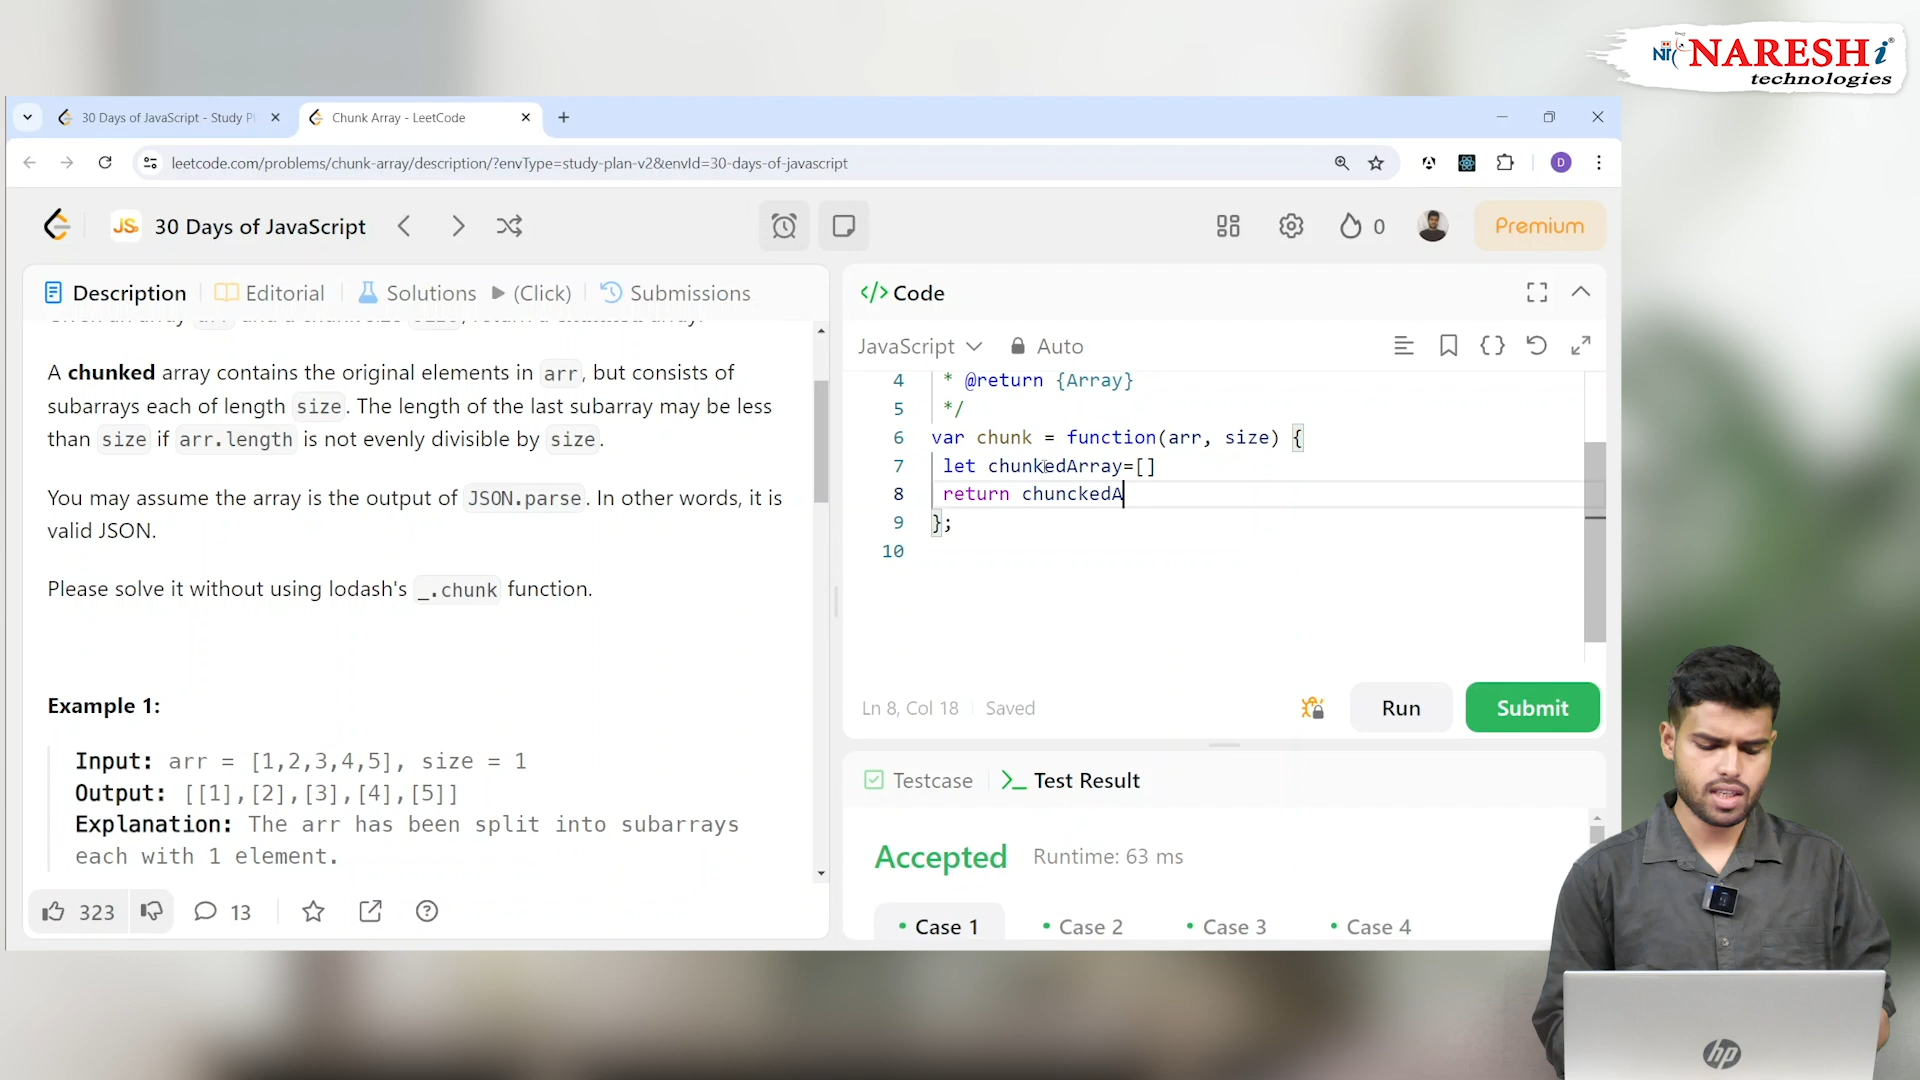 NARESH i
technologies
30 Days of JavaScript - Study P
Chunk Array - LeetCode
leetcode.com/problems/chunk-array/description/?envType=study-plan-v2&envId=30-days-of-javascript
D
JS 30 Days of JavaScript
0
Premium
Description
Editorial
Solutions
(Click)
Submissions
</> Code
JavaScript
Auto
A chunked array contains the original elements in arr, but consists of
subarrays each of length size. The length of the last subarray may be less
than size if arr.length is not evenly divisible by size.
You may assume the array is the output of JSON.parse. In other words, it is
valid JSON.
Please solve it without using lodash's _.chunk function.
Example 1:
Input: arr = [1,2,3,4,5], size = 1
Output: [[1],[2],[3],[4],[5]]
Explanation: The arr has been split into subarrays
each with 1 element.
323
13
4 * @return {Array}
5 */
6 var chunk = function(arr, size) {
7 let chunkedArray=[]
8 return chunckedA
9 };
10
Ln 8, Col 18
Saved
Run
Submit
Testcase
>_ Test Result
Accepted
Runtime: 63 ms
Case 1
Case 2
Case 3
Case 4
hp